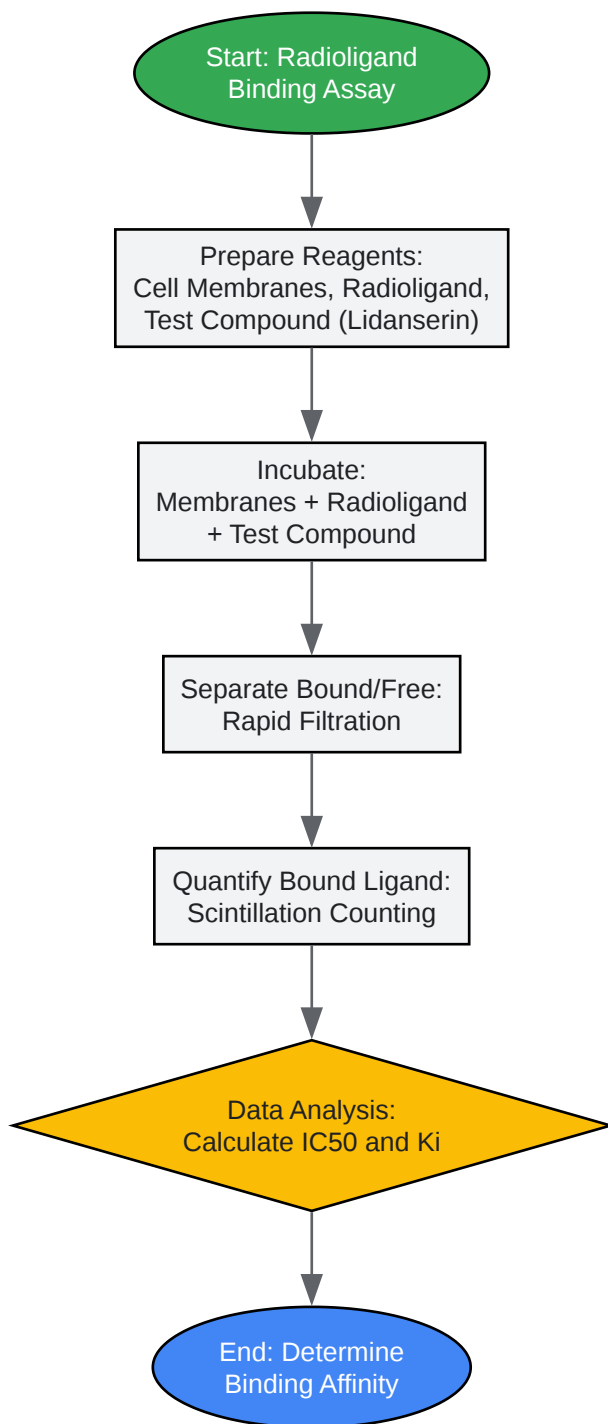 Start: Radioligand
Binding Assay
Prepare Reagents:
Cell Membranes, Radioligand,
Test Compound (Lidanserin)
Incubate:
Membranes + Radioligand
+ Test Compound
Separate Bound/Free:
Rapid Filtration
Quantify Bound Ligand:
Scintillation Counting
Data Analysis:
Calculate IC50 and Ki
End: Determine
Binding Affinity